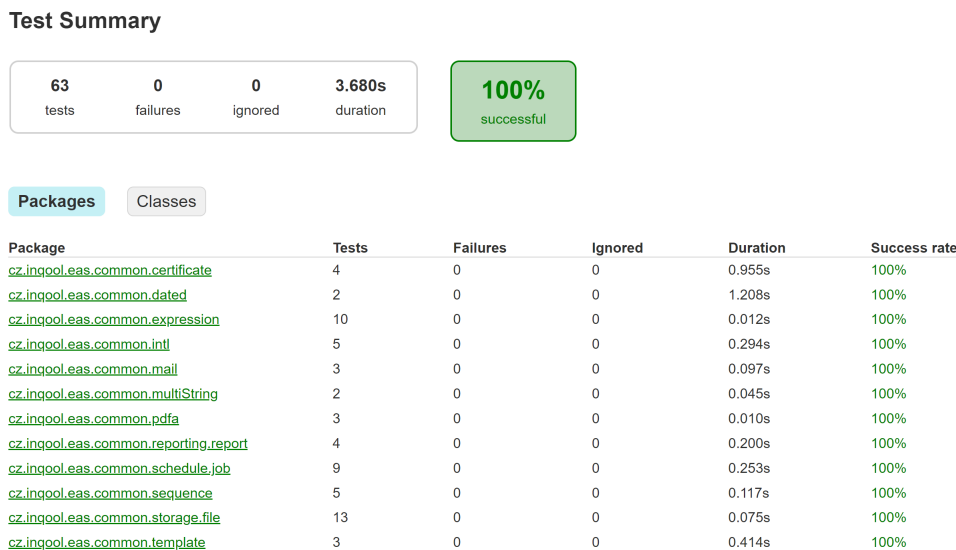 Test Summary
63 0 0 3.680s
tests failures ignored duration
100%
successful
Packages Classes
Package Tests Failures Ignored Duration Success rate
cz.inqool.eas.common.certificate 4 0 0 0.955s 100%
cz.inqool.eas.common.dated 2 0 0 1.208s 100%
cz.inqool.eas.common.expression 10 0 0 0.012s 100%
cz.inqool.eas.common.intl 5 0 0 0.294s 100%
cz.inqool.eas.common.mail 3 0 0 0.097s 100%
cz.inqool.eas.common.multiString 2 0 0 0.045s 100%
cz.inqool.eas.common.pdfa 3 0 0 0.010s 100%
cz.inqool.eas.common.reporting.report 4 0 0 0.200s 100%
cz.inqool.eas.common.schedule.job 9 0 0 0.253s 100%
cz.inqool.eas.common.sequence 5 0 0 0.117s 100%
cz.inqool.eas.common.storage.file 13 0 0 0.075s 100%
cz.inqool.eas.common.template 3 0 0 0.414s 100%